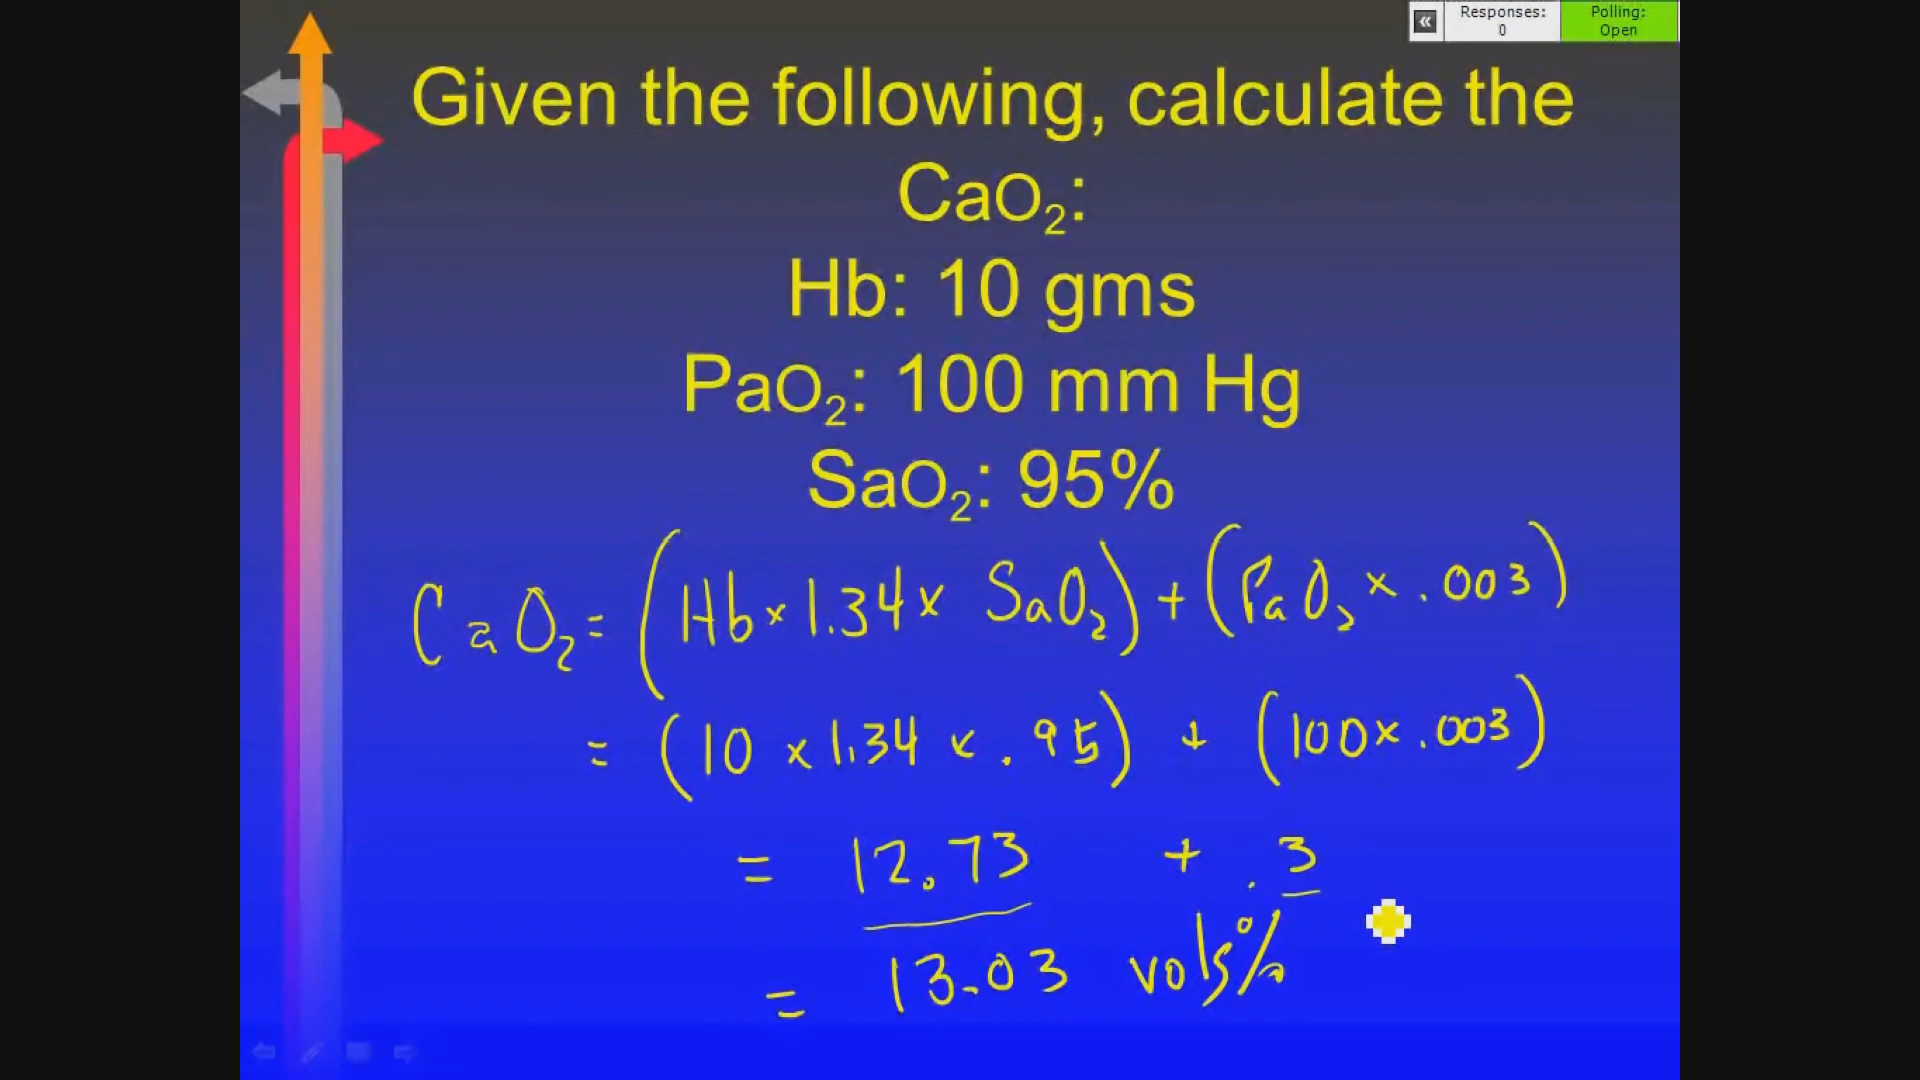 «
Responses:
0
Polling:
Open
Given the following, calculate the
CaO₂:
Hb: 10 gms
PaO₂: 100 mm Hg
SaO₂: 95%
CaO₂= (Hb×1.34× SaO₂) + (PaO₂×.003)
= (10 ×1.34 × .95) + (100×.003)
= 12.73 + .3
= 13.03 vols%